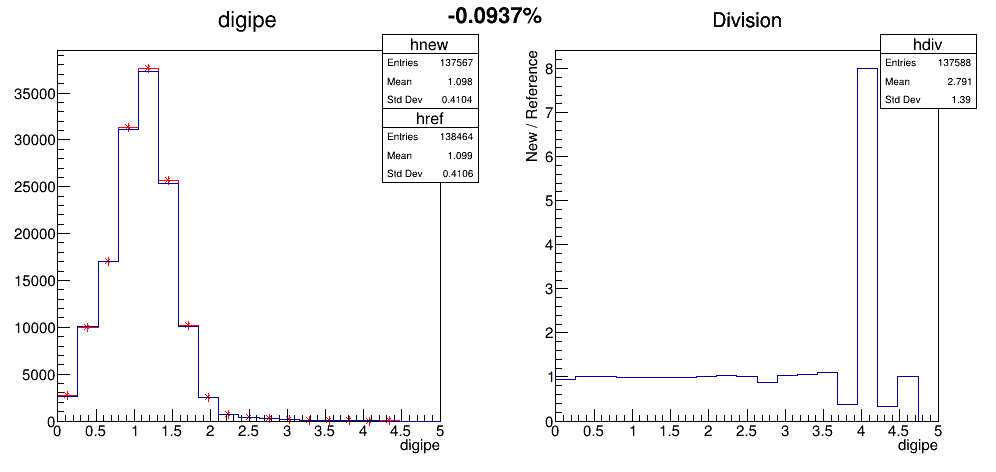 digipe
-0.0937%
Division
hnew
Entries 137567
Mean 1.098
Std Dev 0.4104
href
Entries 138464
Mean 1.099
Std Dev 0.4106
35000
30000
25000
20000
15000
10000
5000
0
0 0.5 1 1.5 2 2.5 3 3.5 4 4.5 5
digipe
hdiv
Entries 137588
Mean 2.791
Std Dev 1.39
New / Reference
8
7
6
5
4
3
2
1
0
0 0.5 1 1.5 2 2.5 3 3.5 4 4.5 5
digipe